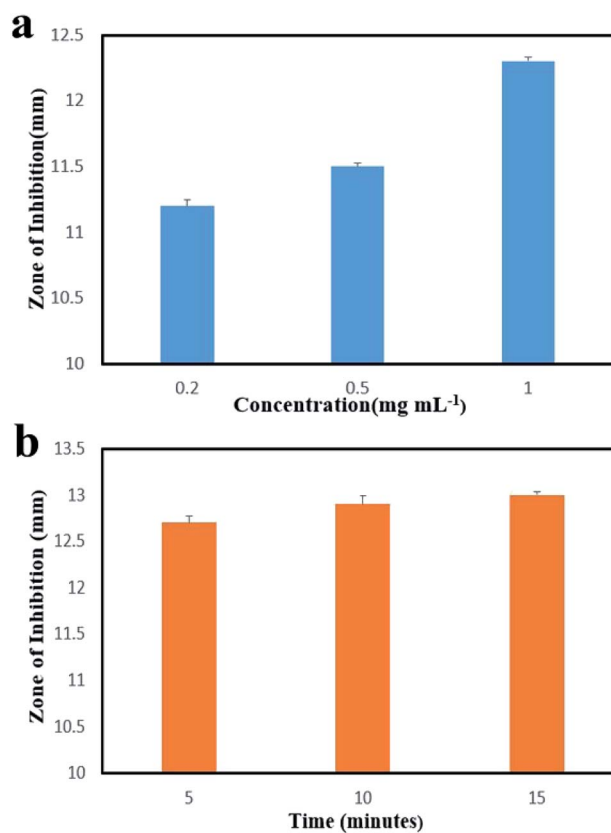 a
12.5
12
11.5
11
10.5
10
Zone of Inhibition(mm)
0.2 0.5 1
Concentration(mg mL⁻¹)
b
13.5
13
12.5
12
11.5
11
10.5
10
Zone of Inhibition (mm)
5 10 15
Time (minutes)